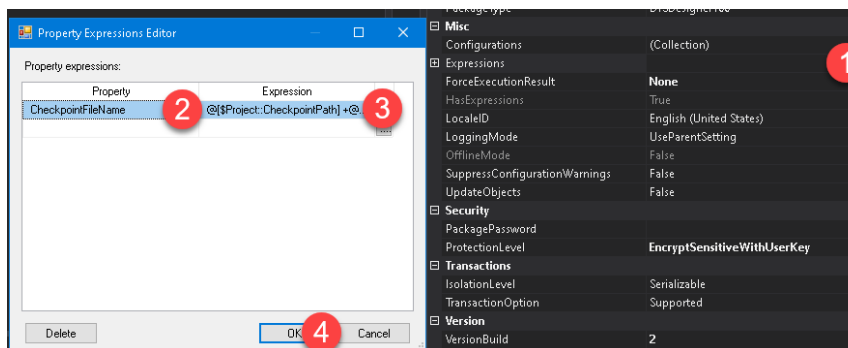 Property Expressions Editor
Property expressions:
Property Expression
CheckpointFileName 2 @[$Project::CheckpointPath] +@ 3
...
Delete OK 4 Cancel
Misc
Configurations (Collection)
Expressions 1
ForceExecutionResult None
HasExpressions True
LocaleID English (United States)
LoggingMode UseParentSetting
OfflineMode False
SuppressConfigurationWarnings False
UpdateObjects False
Security
PackagePassword
ProtectionLevel EncryptSensitiveWithUserKey
Transactions
IsolationLevel Serializable
TransactionOption Supported
Version
VersionBuild 2